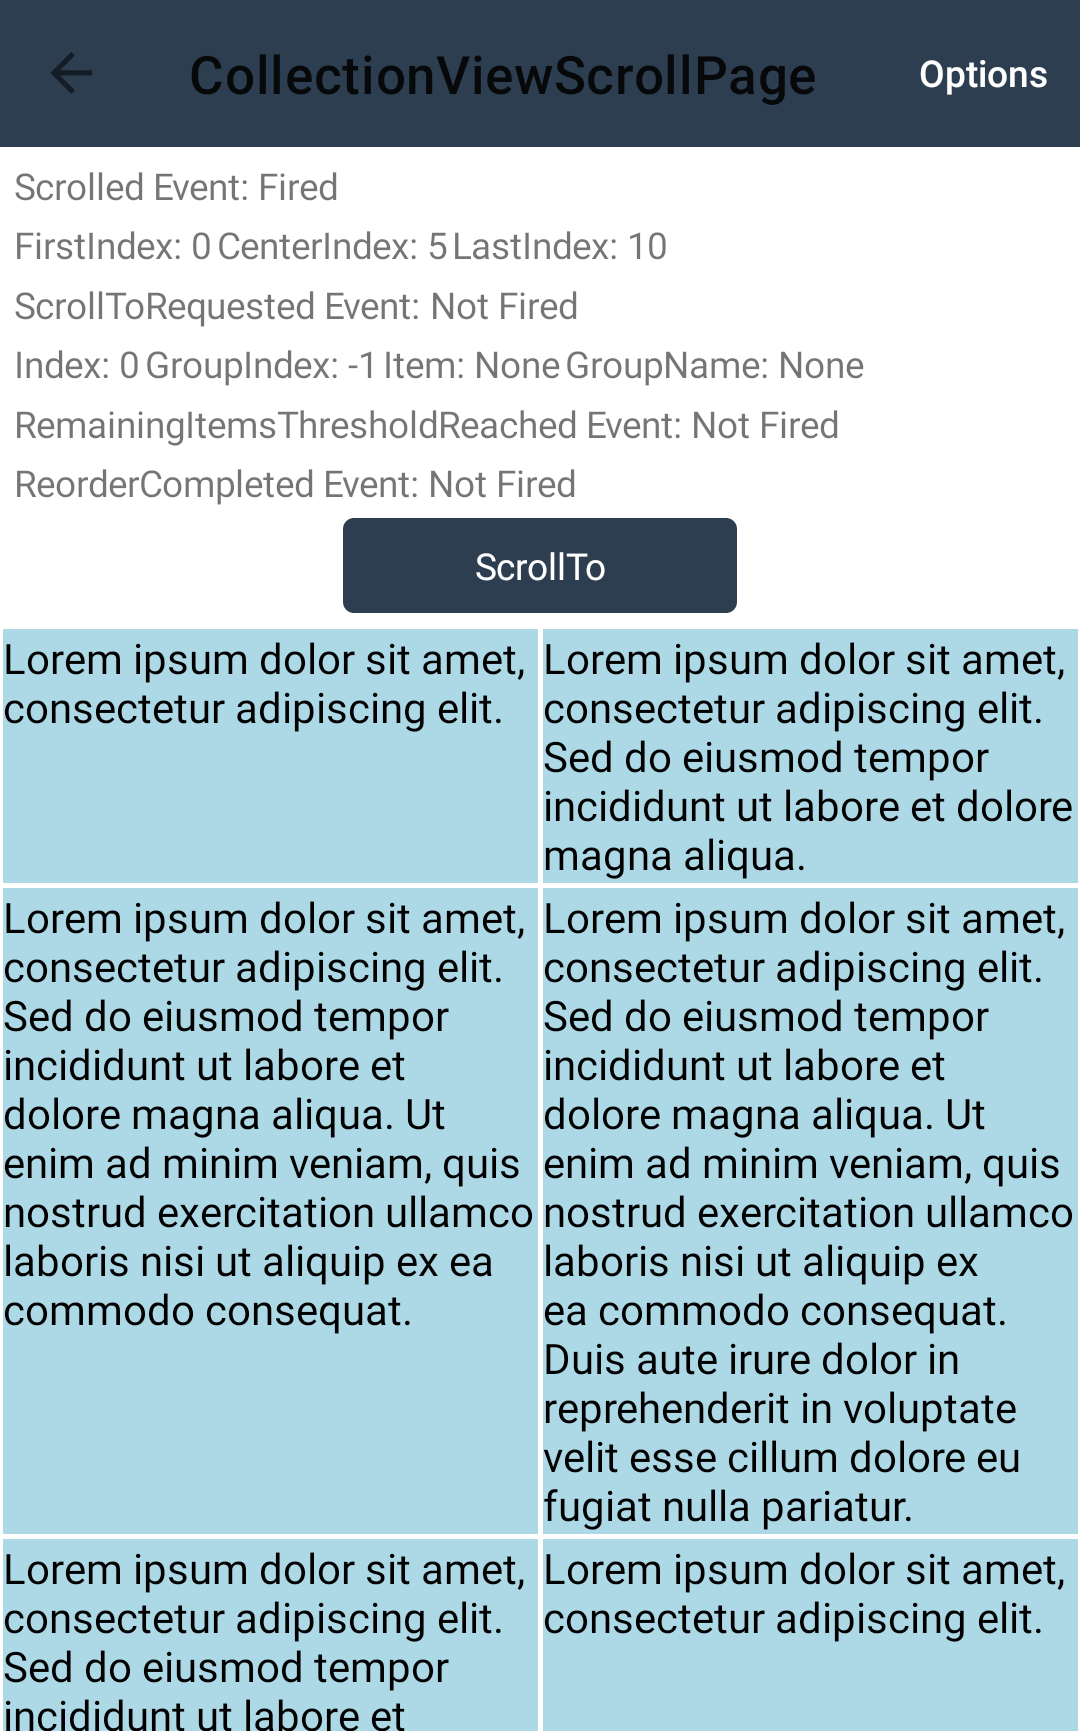 CollectionViewScrollPage
Options
Scrolled Event: Fired
FirstIndex: 0 CenterIndex: 5 LastIndex: 10
ScrollToRequested Event: Not Fired
Index: 0 GroupIndex: -1 Item: None GroupName: None
RemainingItemsThresholdReached Event: Not Fired
ReorderCompleted Event: Not Fired
ScrollTo
Lorem ipsum dolor sit amet,
consectetur adipiscing elit.
Lorem ipsum dolor sit amet,
consectetur adipiscing elit.
Sed do eiusmod tempor
incididunt ut labore et dolore
magna aliqua.
Lorem ipsum dolor sit amet,
consectetur adipiscing elit.
Sed do eiusmod tempor
incididunt ut labore et
dolore magna aliqua. Ut
enim ad minim veniam, quis
nostrud exercitation ullamco
laboris nisi ut aliquip ex ea
commodo consequat.
Lorem ipsum dolor sit amet,
consectetur adipiscing elit.
Sed do eiusmod tempor
incididunt ut labore et
dolore magna aliqua. Ut
enim ad minim veniam, quis
nostrud exercitation ullamco
laboris nisi ut aliquip ex
ea commodo consequat.
Duis aute irure dolor in
reprehenderit in voluptate
velit esse cillum dolore eu
fugiat nulla pariatur.
Lorem ipsum dolor sit amet,
consectetur adipiscing elit.
Sed do eiusmod tempor
incididunt ut labore et
Lorem ipsum dolor sit amet,
consectetur adipiscing elit.